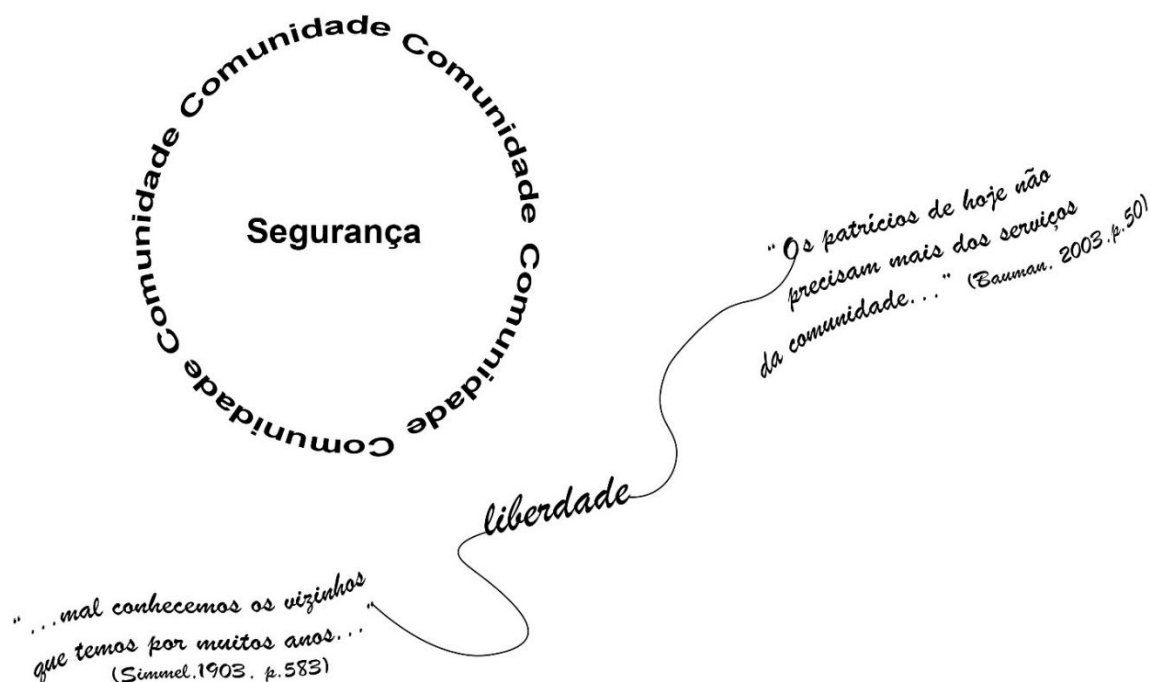 Comunidade Comunidade Comunidade Comunidade Comunidade
Segurança
" Os patrícios de hoje não
precisam mais dos serviços
da comunidade..." (Bauman, 2003.p.50)
liberdade
"...mal conhecemos os vizinhos
que temos por muitos anos..."
(Simmel.1903. p.583)